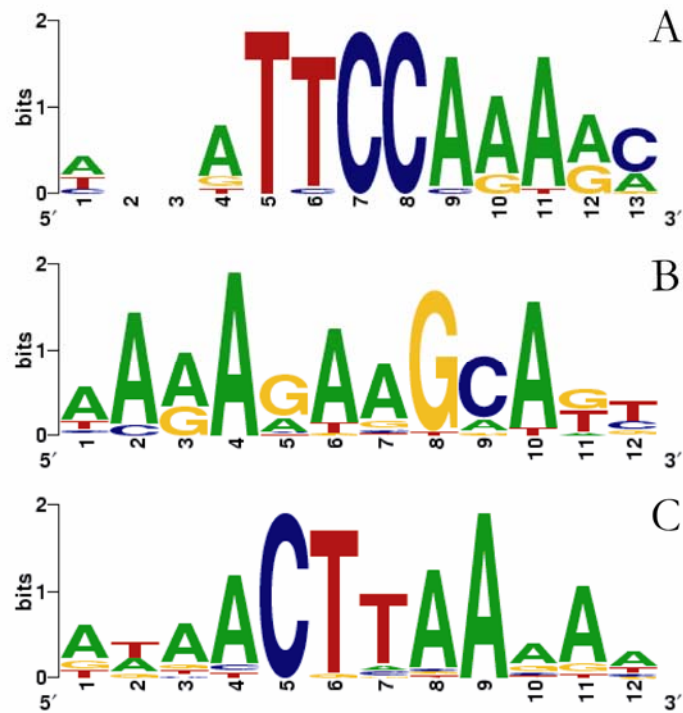 2 A
bits
1
A A T T C C A A A A C
0
1 2 3 4 5 6 7 8 9 10 11 12 13
5′ 3′
2 B
bits
1
A A A A G A A G C A G T
0
1 2 3 4 5 6 7 8 9 10 11 12
5′ 3′
2 C
bits
1
A T A A C T T A A A A A
0
1 2 3 4 5 6 7 8 9 10 11 12
5′ 3′